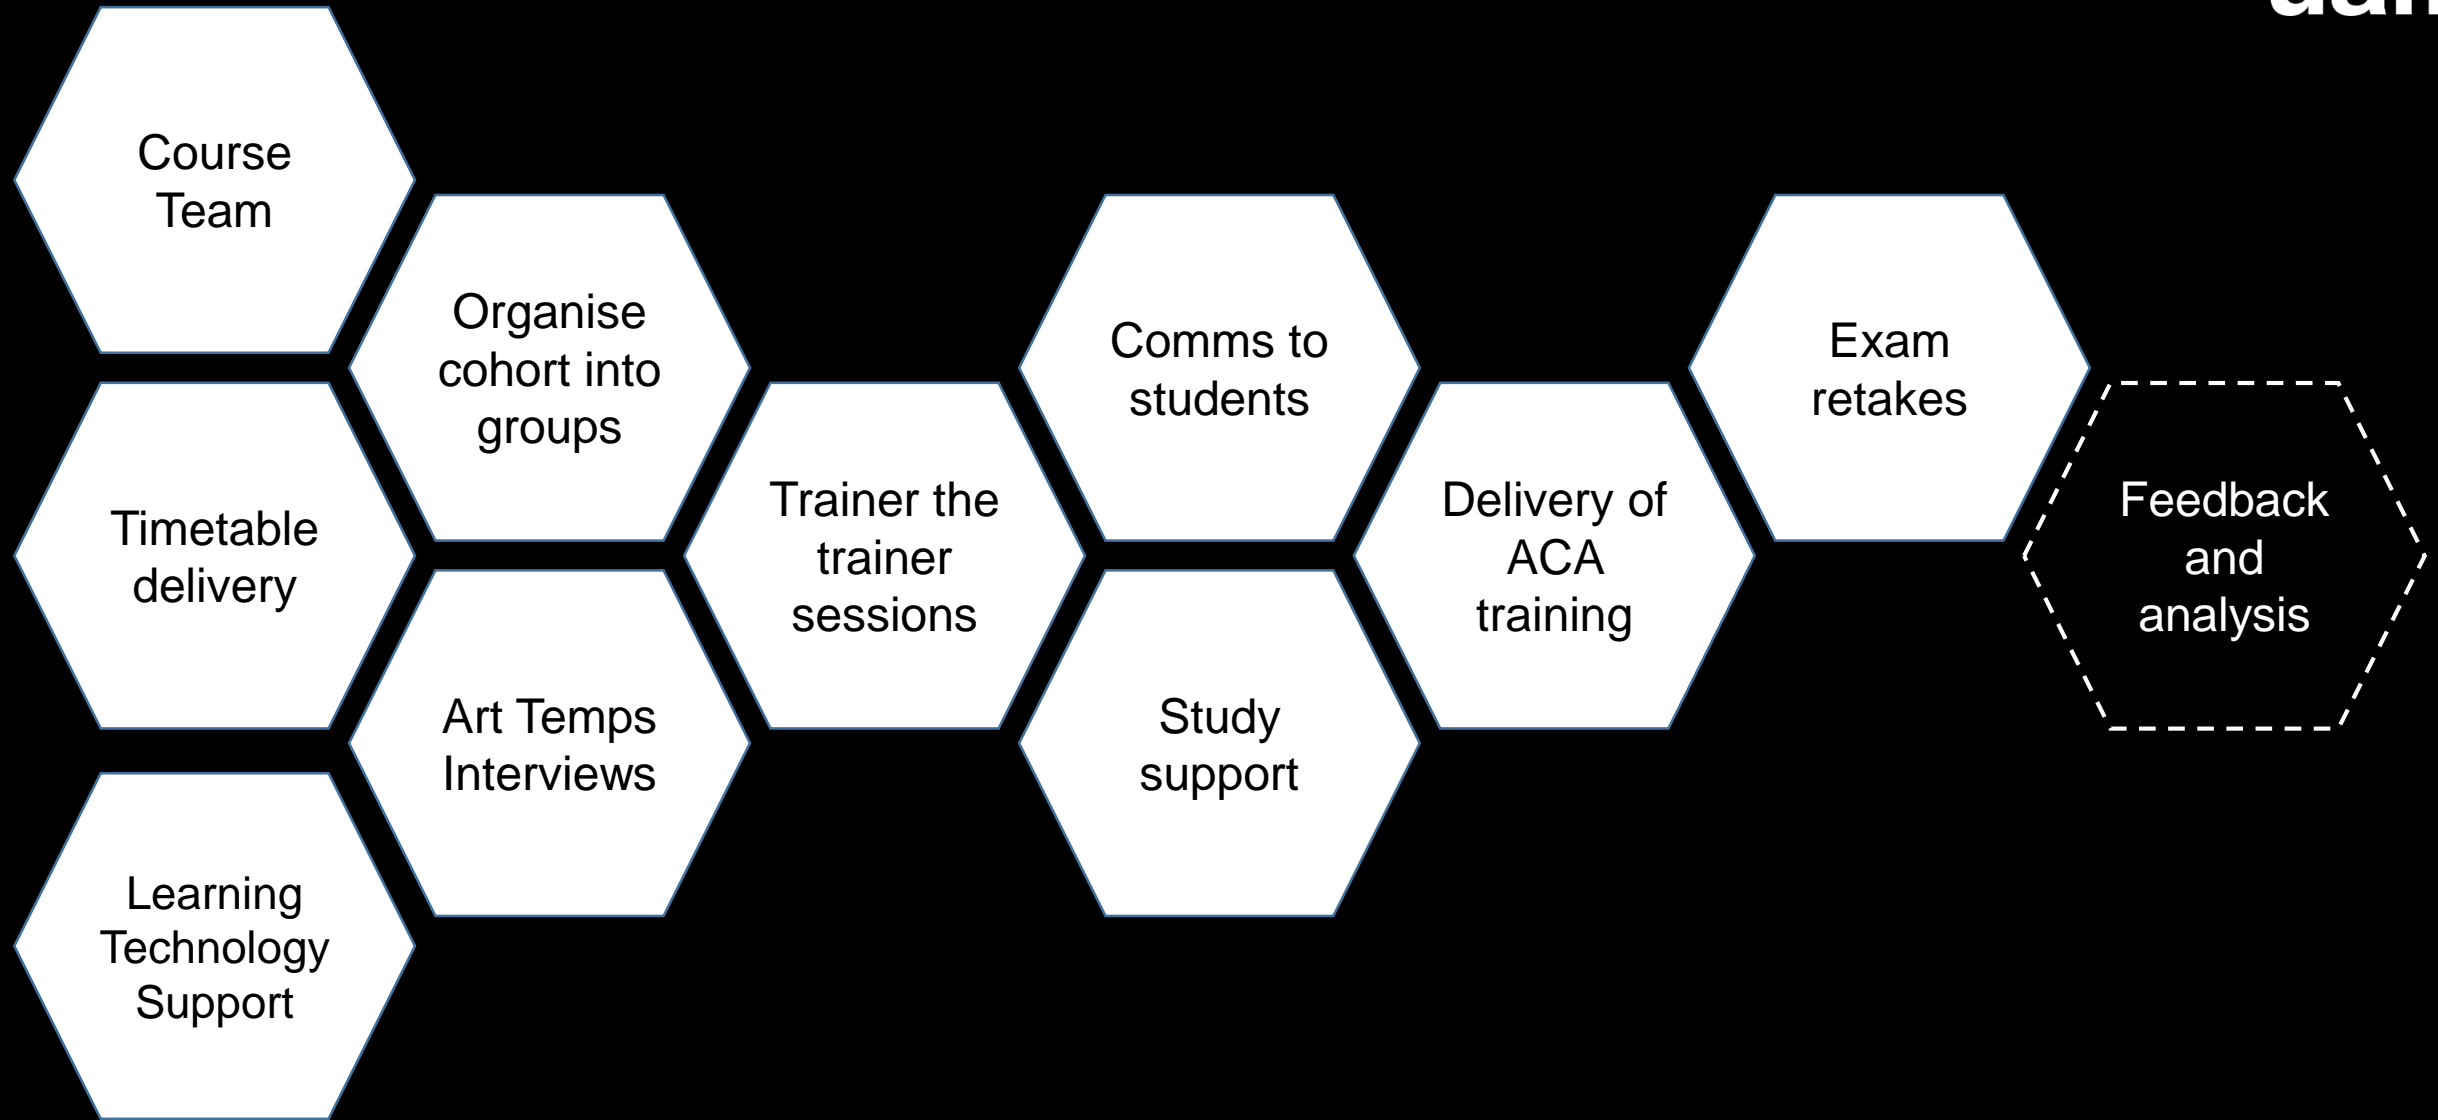 Course
Team
Timetable
delivery
Learning
Technology
Support
Organise
cohort into
groups
Art Temps
Interviews
Trainer the
trainer
sessions
Comms to
students
Study
support
Delivery of
ACA
training
Exam
retakes
Feedback
and
analysis